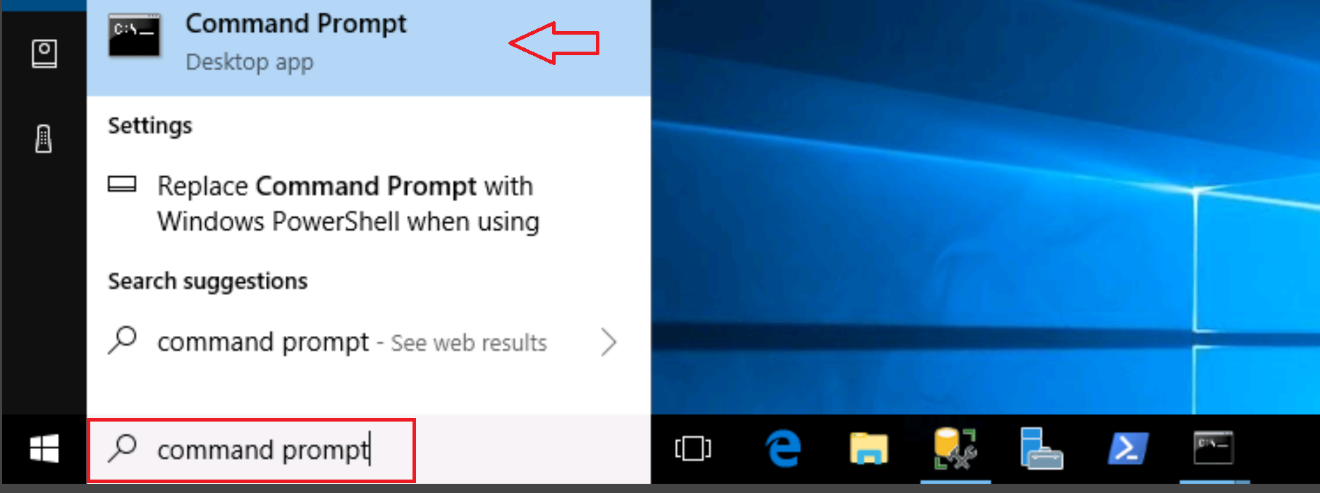 C:\._
Command Prompt
Desktop app
Settings
Replace Command Prompt with
Windows PowerShell when using
Search suggestions
command prompt - See web results
command prompt
C:\._